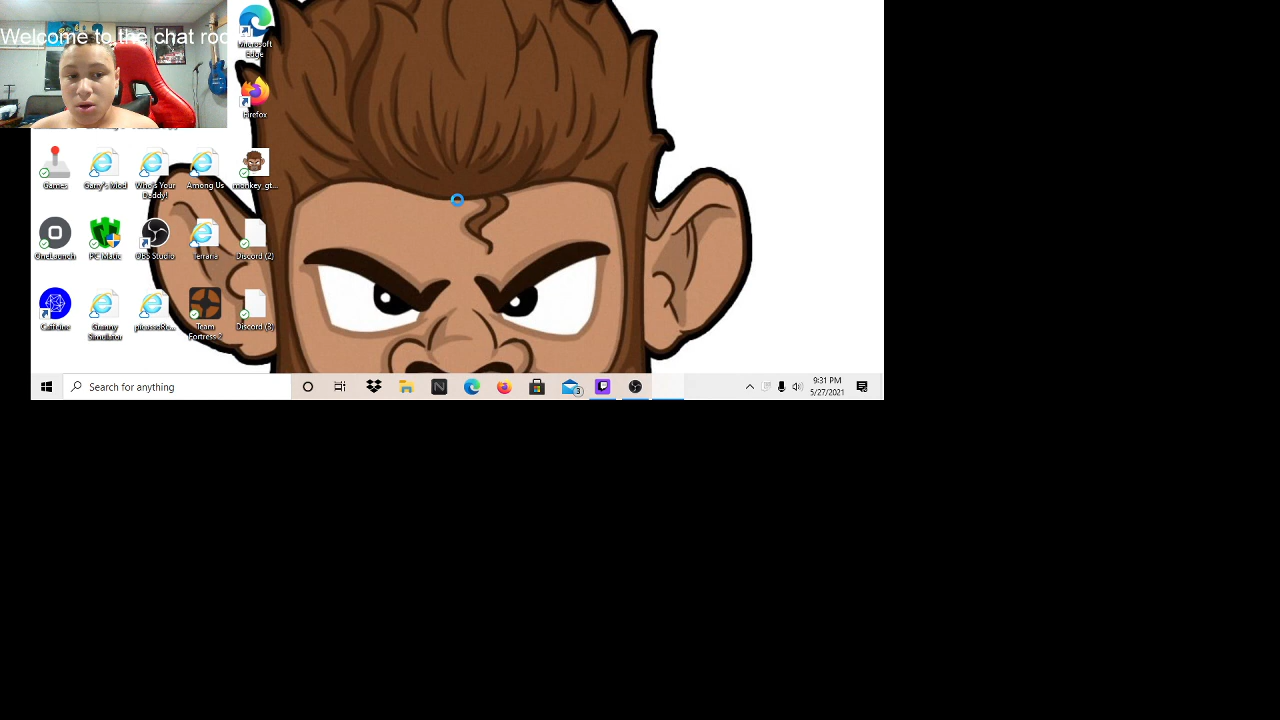 Welcome to the chat roo
Microsoft
Edge
Firefox
Games
Garry's Mod
Who's Your
Daddy!
Among Us
monkey_gt...
OneLaunch
PC Matic
OBS Studio
Terraria
Discord (2)
Caffeine
Granny
Simulator
Team
Fortress 2
Discord (3)
Search for anything
N
3
9:31 PM
5/27/2021